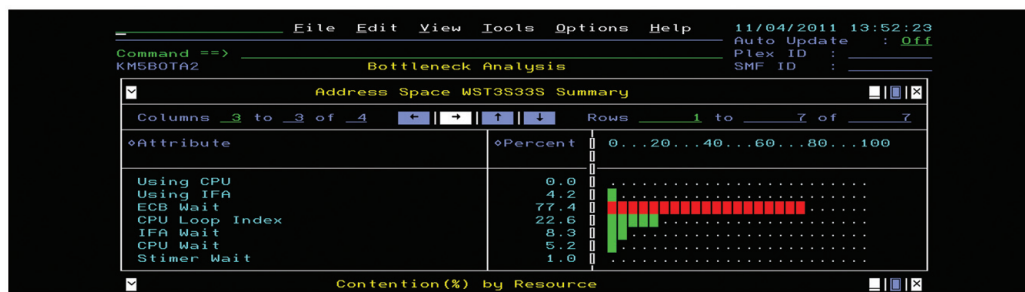 File Edit View Tools Options Help 11/04/2011 13:52:23
Auto Update : Off
Command ==> Plex ID :
KM5BOTA2 Bottleneck Analysis SMF ID :
Address Space WST3S33S Summary
Columns 3 to 3 of 4 ← → ↑ ↓ Rows 1 to 7 of 7
◊Attribute ◊Percent 0...20...40...60...80...100
Using CPU 0.0
Using IFA 4.2
ECB Wait 77.4
CPU Loop Index 22.6
IFA Wait 8.3
CPU Wait 5.2
Stimer Wait 1.0
Contention(%) by Resource